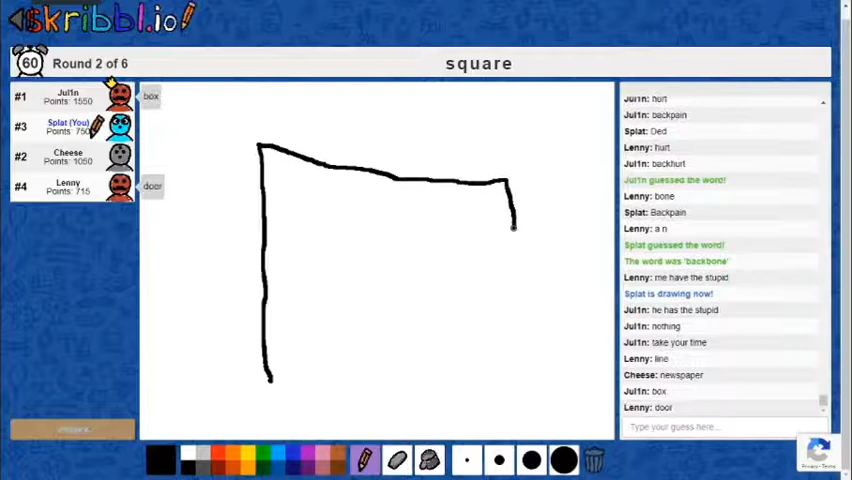 skribbl.io
60
Round 2 of 6
square
#1
Jul1n
Points: 1550
box
#3
Splat (You)
Points: 750
#2
Cheese
Points: 1050
#4
Lenny
Points: 715
door
Jul1n: hurt
Jul1n: backpain
Splat: Ded
Lenny: hurt
Jul1n: backhurt
Jul1n guessed the word!
Lenny: bone
Splat: Backpain
Lenny: a n
Splat guessed the word!
The word was 'backbone'
Lenny: me have the stupid
Splat is drawing now!
Jul1n: he has the stupid
Jul1n: nothing
Jul1n: take your time
Lenny: line
Cheese: newspaper
Jul1n: box
Lenny: door
Type your guess here...
Privacy - Terms